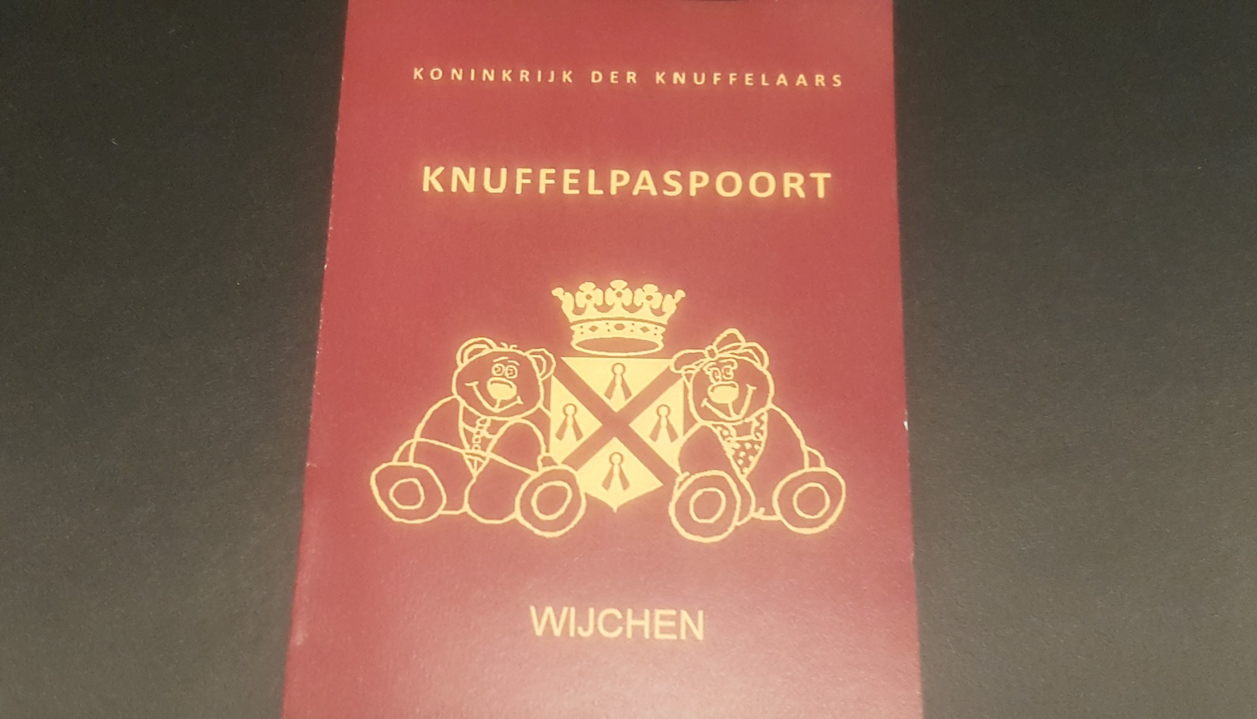 KONINKRIJK DER KNUFFELAARS
KNUFFELPASPOORT
WIJCHEN